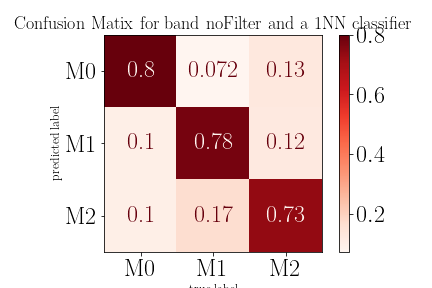 Confusion Matix for band noFilter and a 1NN classifier
M0 0.8 0.072 0.13
M1 0.1 0.78 0.12
M2 0.1 0.17 0.73
M0 M1 M2
predicted label
true label
0.8
0.6
0.4
0.2